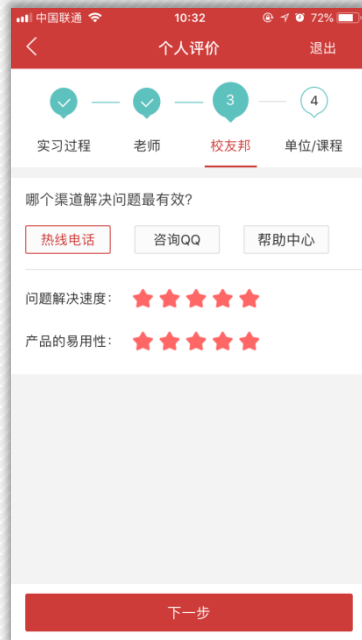 中国联通 10:32 72%
个人评价 退出
3 4
实习过程 老师 校友邦 单位/课程
哪个渠道解决问题最有效?
热线电话 咨询QQ 帮助中心
问题解决速度：
产品的易用性：
下一步